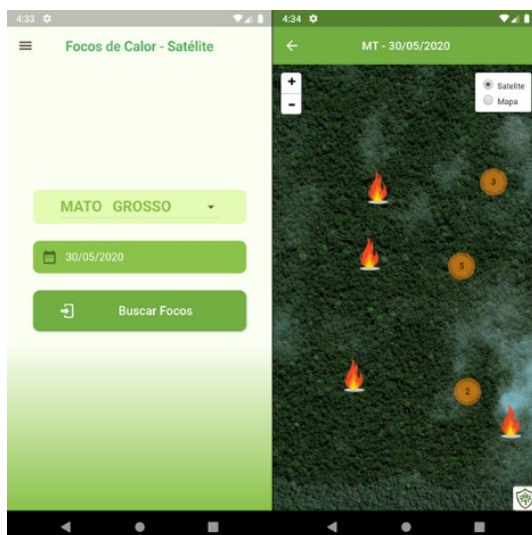 4:33
Focos de Calor - Satélite
MATO GROSSO
30/05/2020
Buscar Focos
4:34
MT - 30/05/2020
+
-
Satelite
Mapa
3
5
2